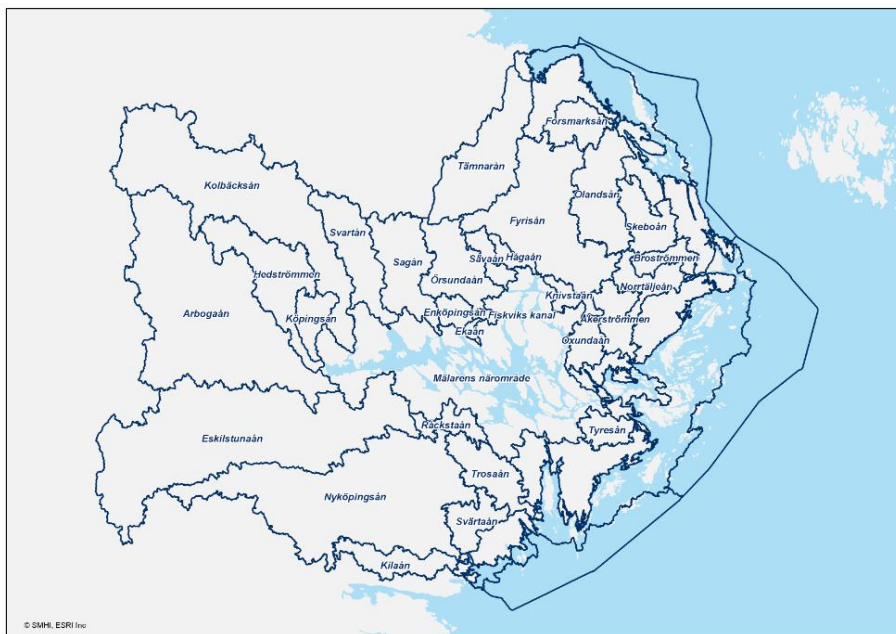 Forsmarksån
Tämnarån
Kolbäcksån
Olandsån
Fyrisån
Skeboån
Svartån
Sagån
Sävaån
Hågaån
Broströmmen
Hedströmmen
Örsundaån
Norrtäljeån
Knivstaån
Enköpingsån
Fiskviks kanal
Arbogaån
Köpingsån
Åkerströmmen
Ekaån
Oxundaån
Mälarens närområde
Räckstaån
Tyresån
Eskilstunaån
Trosaån
Nyköpingsån
Svärtaån
Kilaån
© SMHI, ESRI Inc